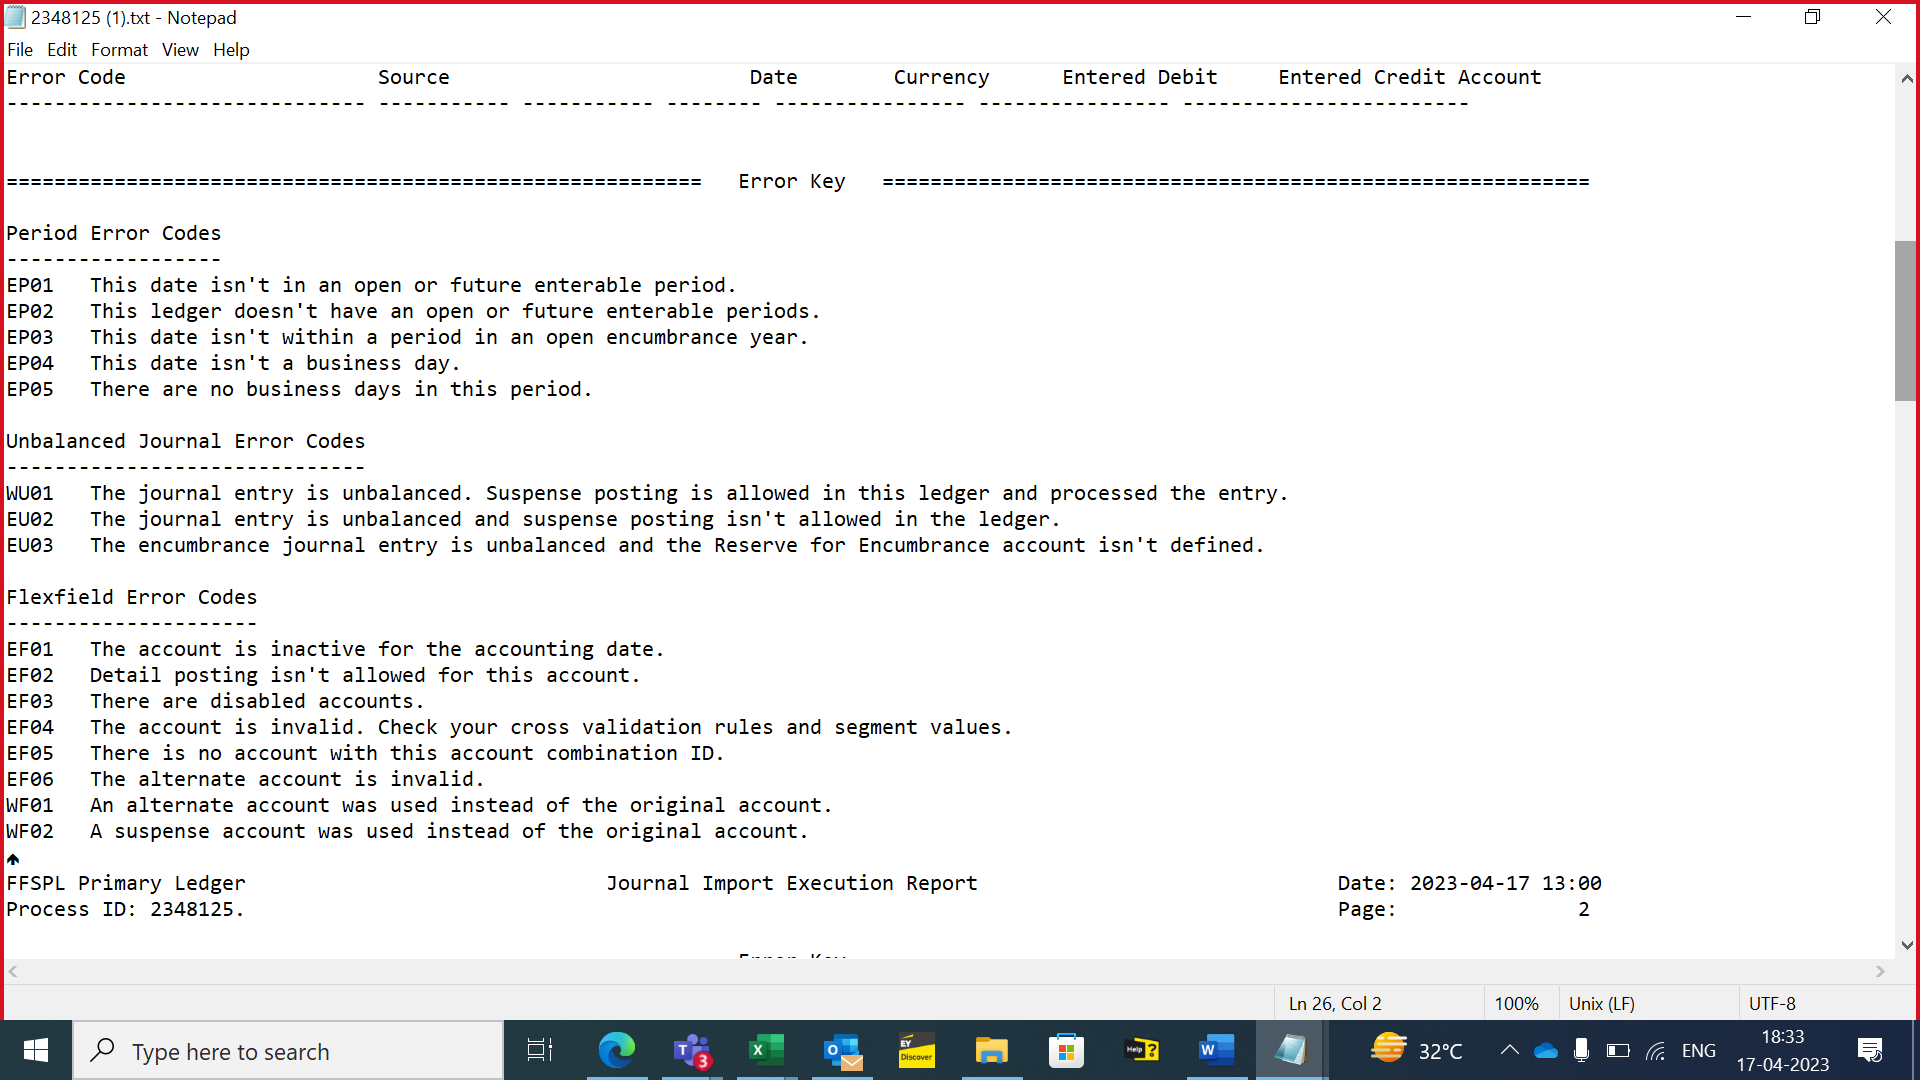 2348125 (1).txt - Notepad
File Edit Format View Help
Error Code Source Date Currency Entered Debit Entered Credit Account
------------------------------ ----------- ----------- -------- ---------------- ---------------- ------------------------
========================================================== Error Key ===========================================================
Period Error Codes
------------------
EP01 This date isn't in an open or future enterable period.
EP02 This ledger doesn't have an open or future enterable periods.
EP03 This date isn't within a period in an open encumbrance year.
EP04 This date isn't a business day.
EP05 There are no business days in this period.
Unbalanced Journal Error Codes
------------------------------
WU01 The journal entry is unbalanced. Suspense posting is allowed in this ledger and processed the entry.
EU02 The journal entry is unbalanced and suspense posting isn't allowed in the ledger.
EU03 The encumbrance journal entry is unbalanced and the Reserve for Encumbrance account isn't defined.
Flexfield Error Codes
---------------------
EF01 The account is inactive for the accounting date.
EF02 Detail posting isn't allowed for this account.
EF03 There are disabled accounts.
EF04 The account is invalid. Check your cross validation rules and segment values.
EF05 There is no account with this account combination ID.
EF06 The alternate account is invalid.
WF01 An alternate account was used instead of the original account.
WF02 A suspense account was used instead of the original account.
FFSPL Primary Ledger Journal Import Execution Report Date: 2023-04-17 13:00
Process ID: 2348125. Page: 2
Error Key
Ln 26, Col 2 100% Unix (LF) UTF-8
Type here to search
T 3
X
O
EY Discover
Help ?
W
32°C
ENG
18:33
17-04-2023